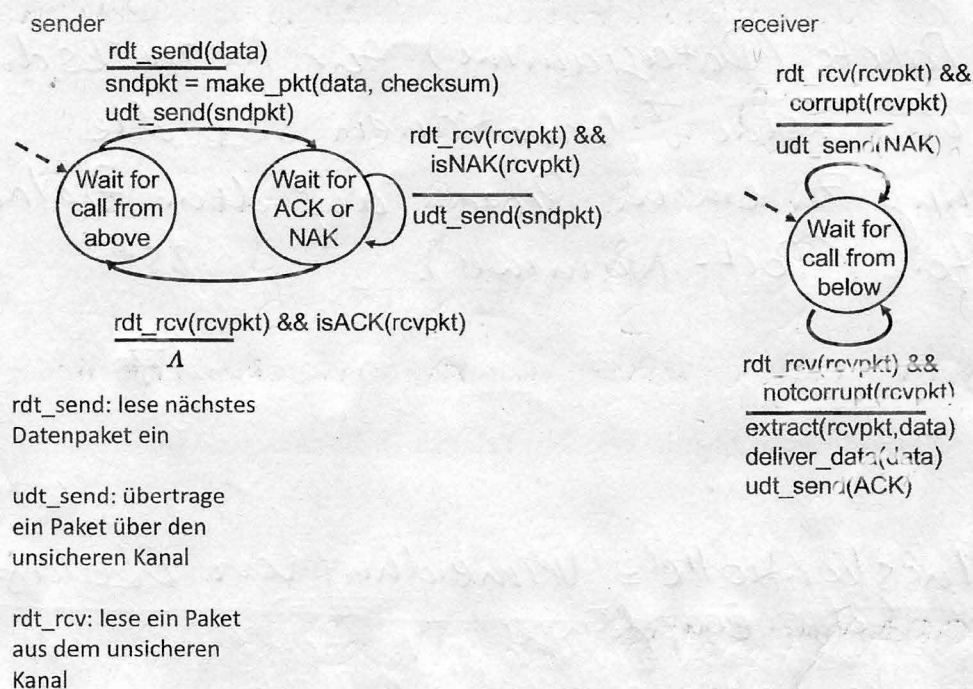 sender
rdt_send(data)
sndpkt = make_pkt(data, checksum)
udt_send(sndpkt)
Wait for
call from
above
Wait for
ACK or
NAK
rdt_rcv(rcvpkt) &&
isNAK(rcvpkt)
udt_send(sndpkt)
rdt_rcv(rcvpkt) && isACK(rcvpkt)
Λ
receiver
rdt_rcv(rcvpkt) &&
corrupt(rcvpkt)
udt_send(NAK)
Wait for
call from
below
rdt_rcv(rcvpkt) &&
notcorrupt(rcvpkt)
extract(rcvpkt,data)
deliver_data(data)
udt_send(ACK)
rdt_send: lese nächstes
Datenpaket ein
udt_send: übertrage
ein Paket über den
unsicheren Kanal
rdt_rcv: lese ein Paket
aus dem unsicheren
Kanal